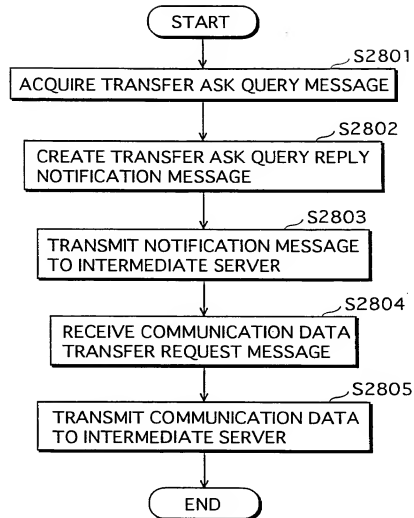 START
S2801
ACQUIRE TRANSFER ASK QUERY MESSAGE
S2802
CREATE TRANSFER ASK QUERY REPLY
NOTIFICATION MESSAGE
S2803
TRANSMIT NOTIFICATION MESSAGE
TO INTERMEDIATE SERVER
S2804
RECEIVE COMMUNICATION DATA
TRANSFER REQUEST MESSAGE
S2805
TRANSMIT COMMUNICATION DATA
TO INTERMEDIATE SERVER
END